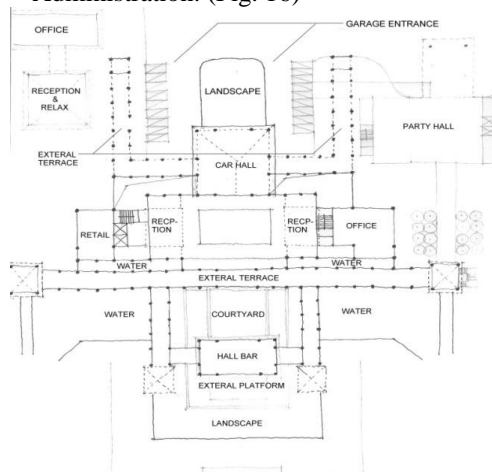 Administration. (Fig. 16)
GARAGE ENTRANCE
OFFICE
LANDSCAPE
RECEPTION
&
RELAX
PARTY HALL
EXTERAL
TERRACE
CAR HALL
RETAIL
RECP-
TION
RECP-
TION
OFFICE
WATER
WATER
EXTERAL TERRACE
WATER
COURTYARD
WATER
HALL BAR
EXTERAL PLATFORM
LANDSCAPE